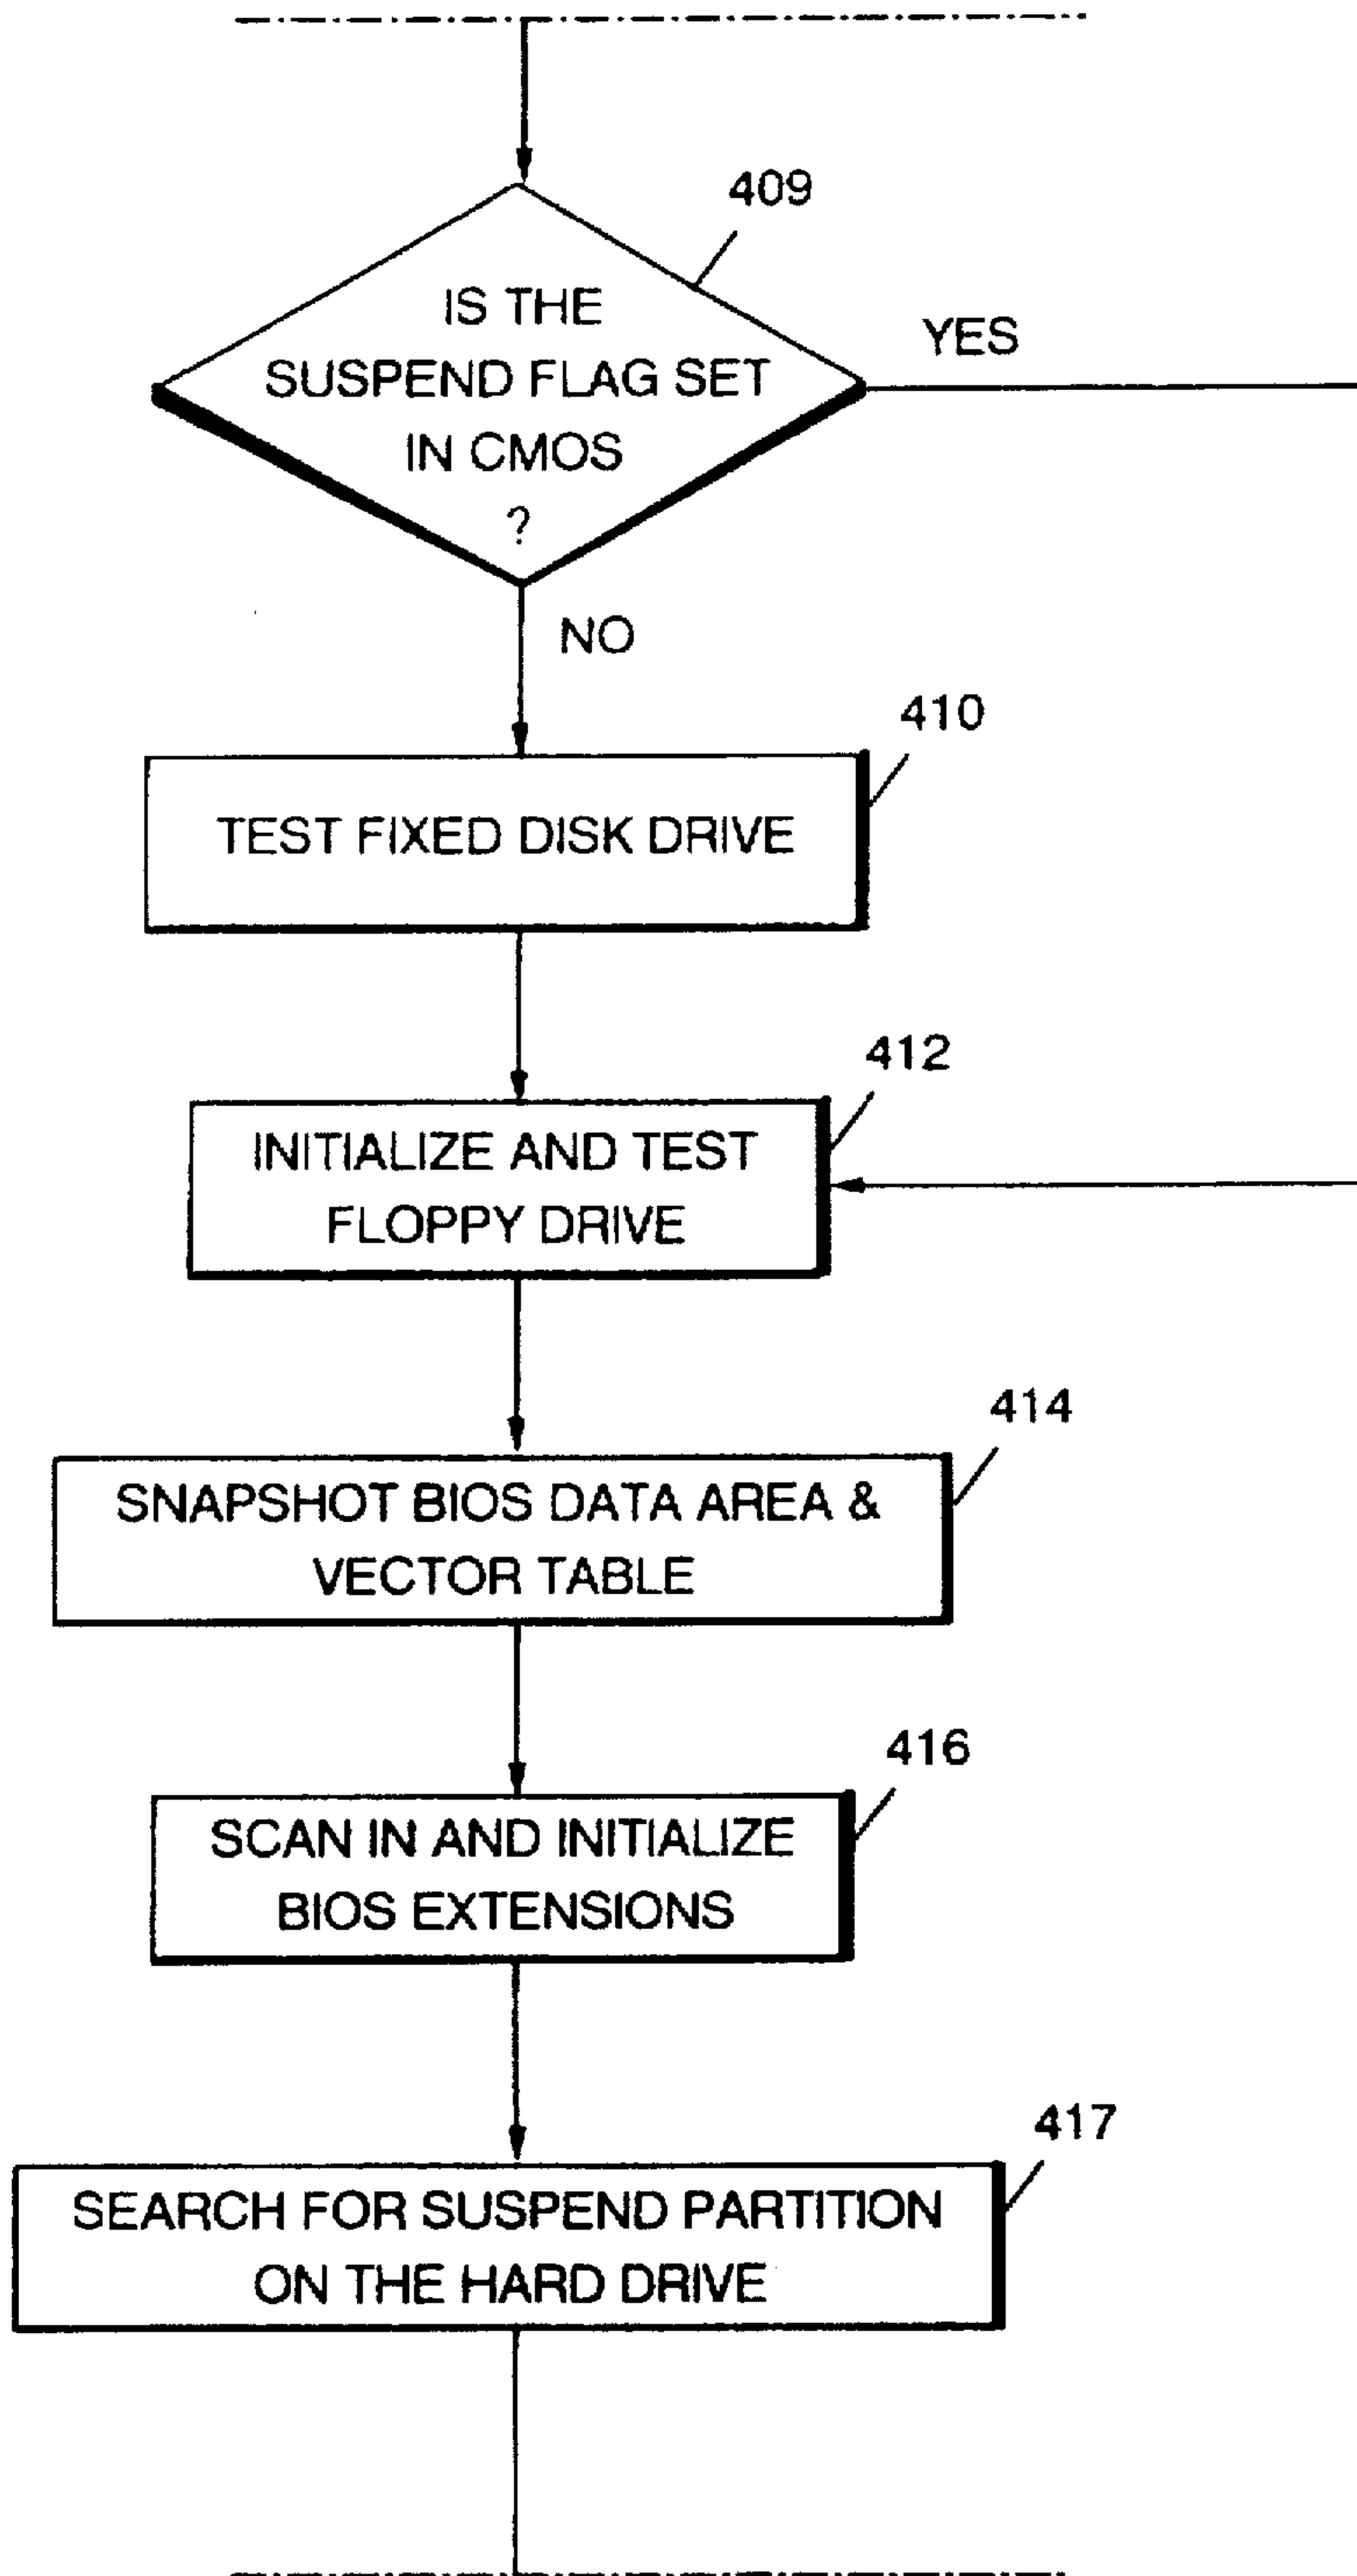 409
IS THE
SUSPEND FLAG SET
IN CMOS
?
YES
NO
410
TEST FIXED DISK DRIVE
412
INITIALIZE AND TEST
FLOPPY DRIVE
414
SNAPSHOT BIOS DATA AREA &
VECTOR TABLE
416
SCAN IN AND INITIALIZE
BIOS EXTENSIONS
417
SEARCH FOR SUSPEND PARTITION
ON THE HARD DRIVE